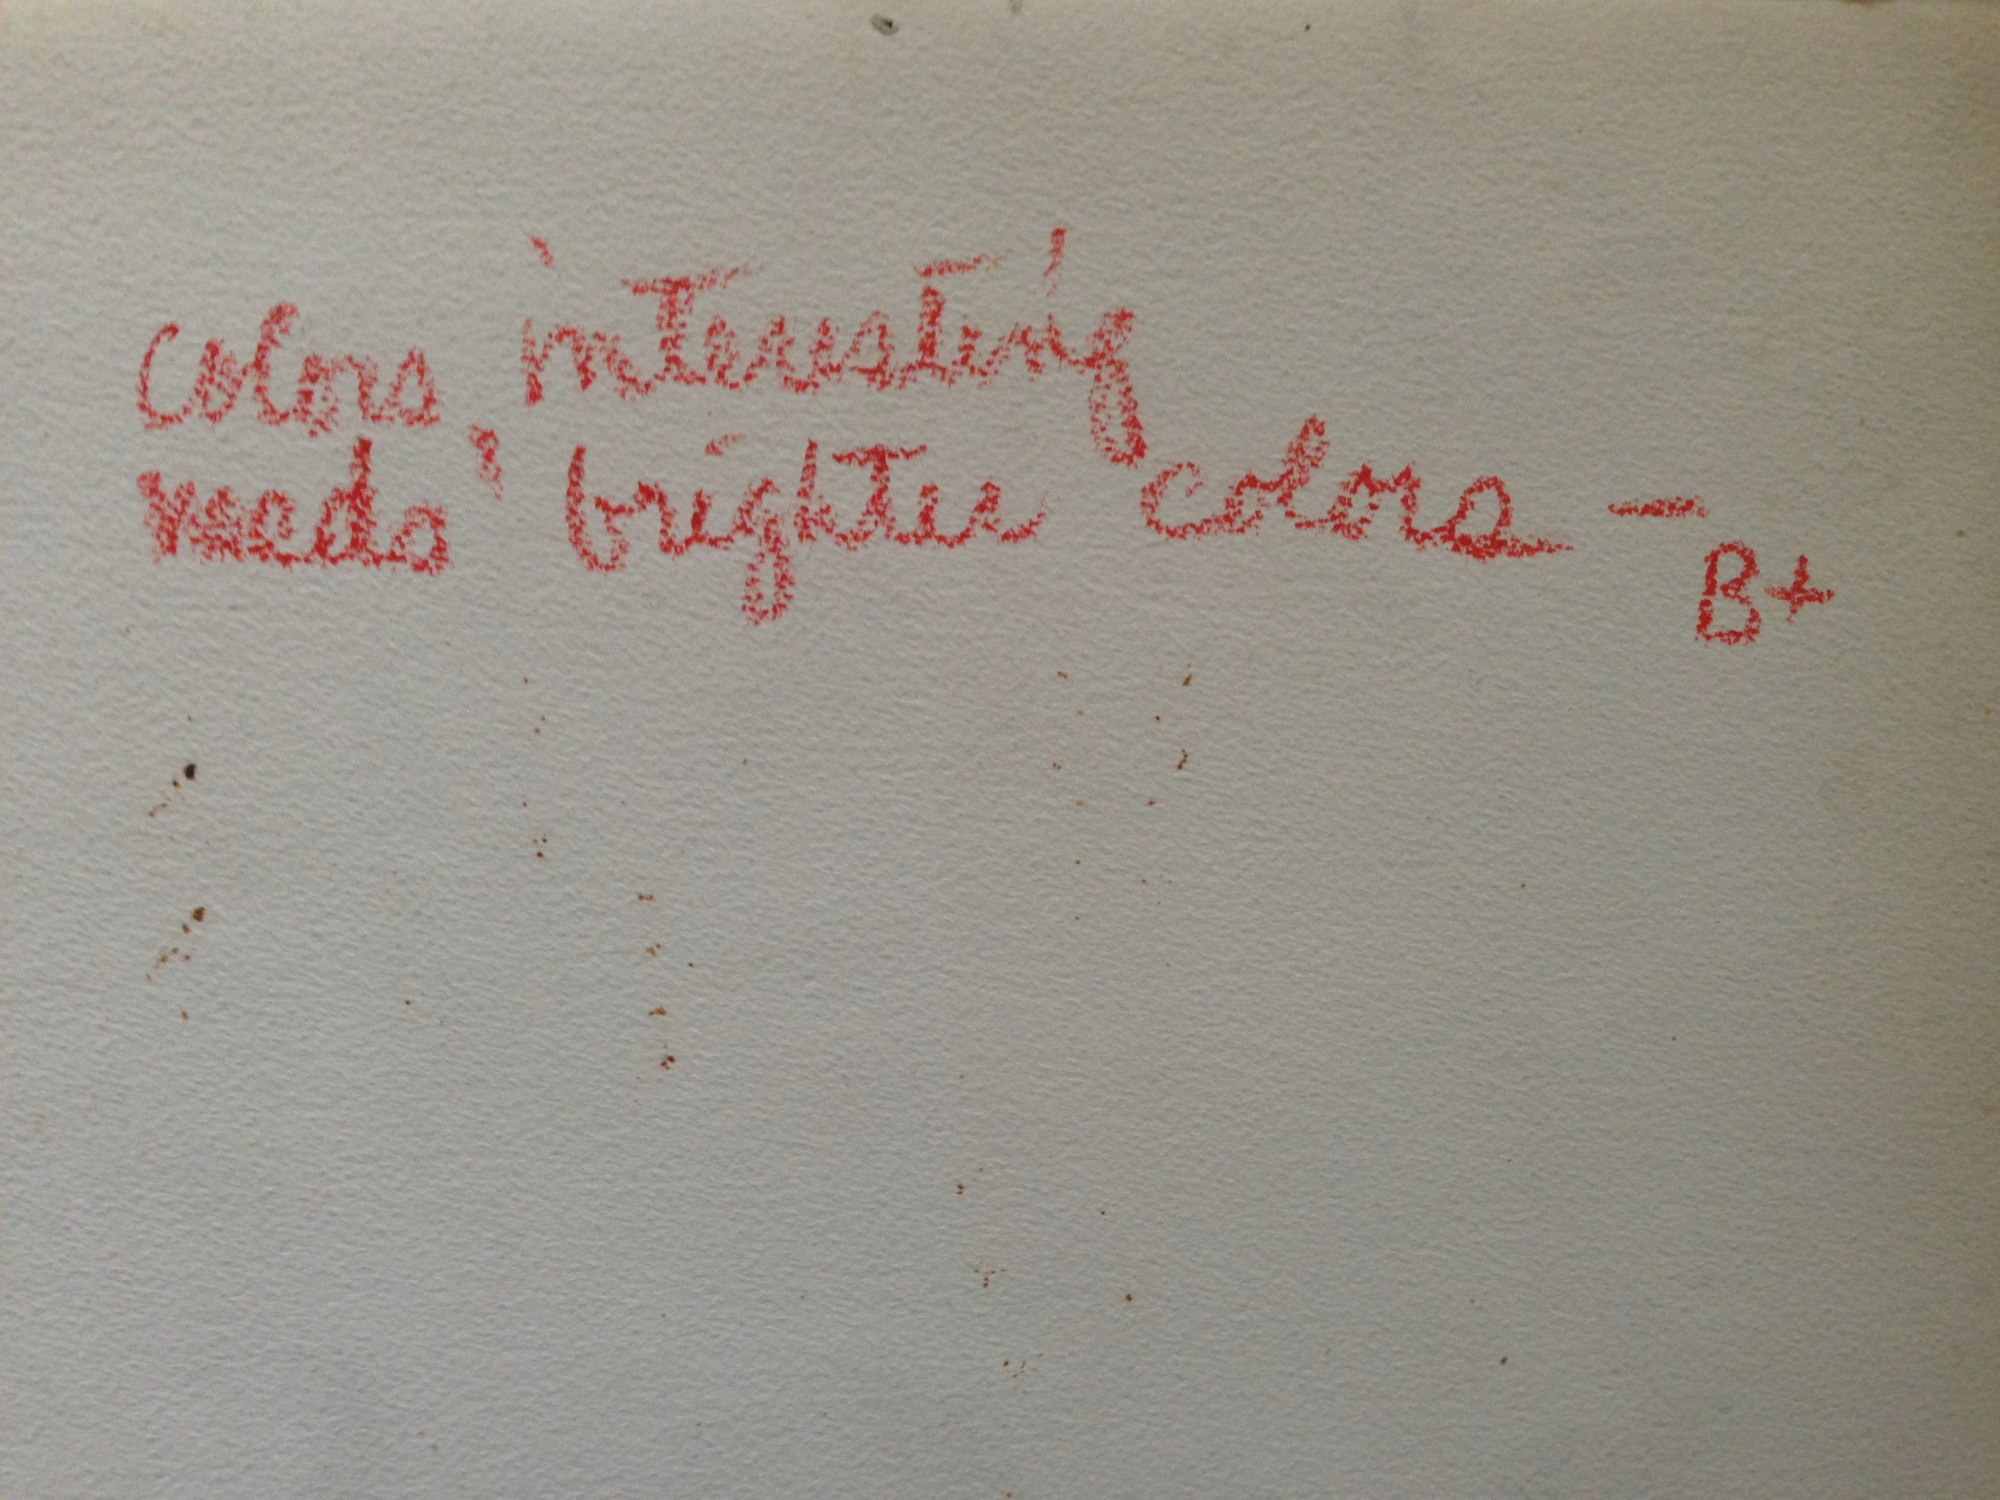 Colors, interesting
needs brighter colors —
B+